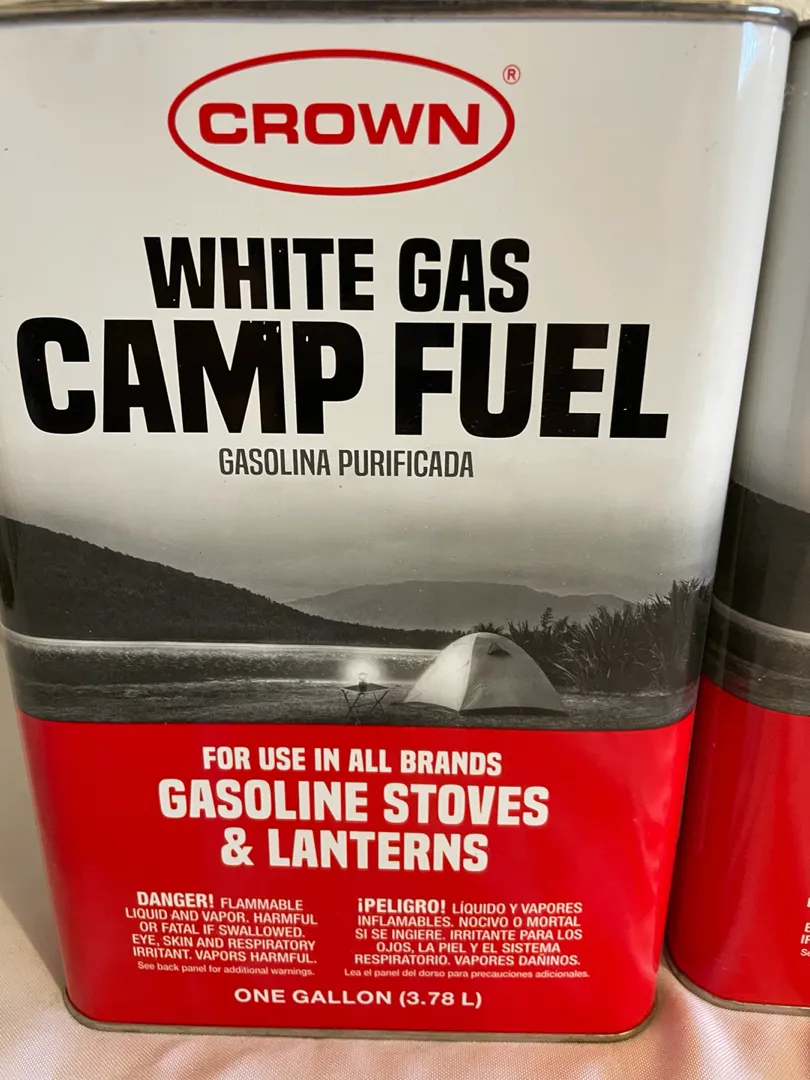 CROWN ®
WHITE GAS
CAMP FUEL
GASOLINA PURIFICADA
FOR USE IN ALL BRANDS
GASOLINE STOVES
& LANTERNS
DANGER! FLAMMABLE
LIQUID AND VAPOR. HARMFUL
OR FATAL IF SWALLOWED.
EYE, SKIN AND RESPIRATORY
IRRITANT. VAPORS HARMFUL.
See back panel for additional warnings.
¡PELIGRO! LÍQUIDO Y VAPORES
INFLAMABLES. NOCIVO O MORTAL
SI SE INGIERE. IRRITANTE PARA LOS
OJOS, LA PIEL Y EL SISTEMA
RESPIRATORIO. VAPORES DAÑINOS.
Lea el panel del dorso para precauciones adicionales.
ONE GALLON (3.78 L)